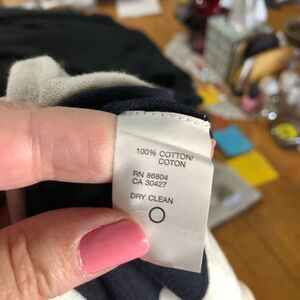 100% COTTON/
COTON
RN 86804
CA 30427
DRY CLEAN